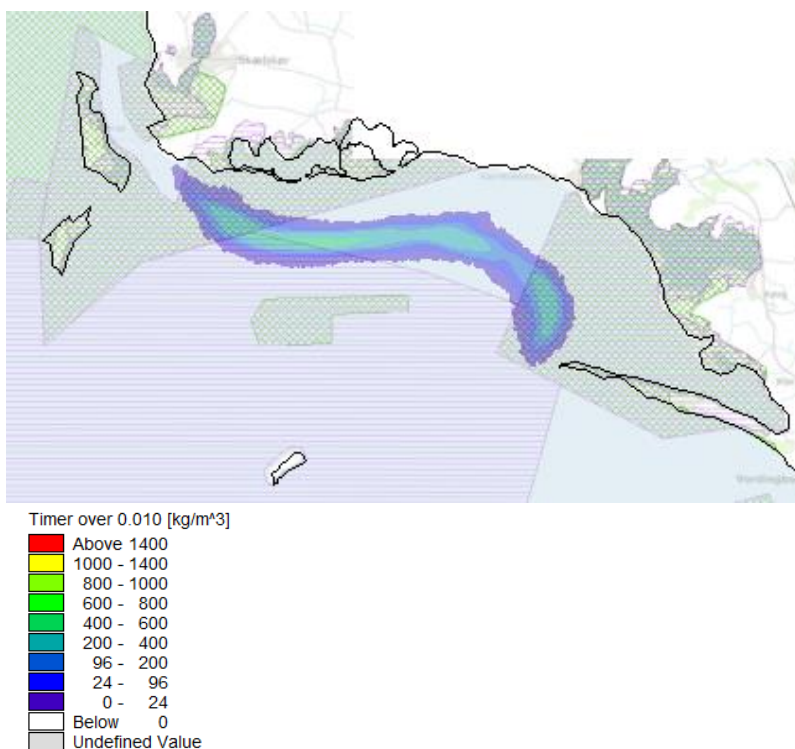 Skælskør
Timer over 0.010 [kg/m^3]
Above 1400
1000 - 1400
800 - 1000
600 - 800
400 - 600
200 - 400
96 - 200
24 - 96
0 - 24
Below 0
Undefined Value